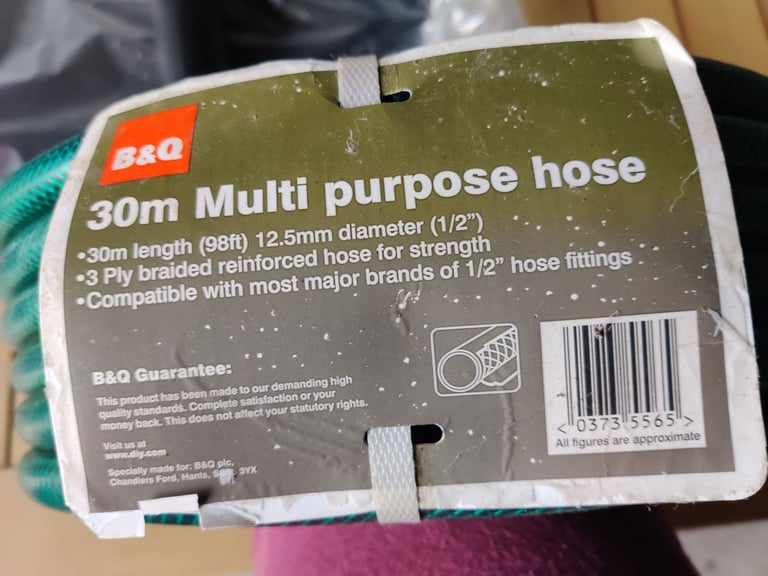 B&Q
30m Multi purpose hose
•30m length (98ft) 12.5mm diameter (1/2”)
•3 Ply braided reinforced hose for strength
•Compatible with most major brands of 1/2” hose fittings
B&Q Guarantee:
This product has been made to our demanding high
quality standards. Complete satisfaction or your
money back. This does not affect your statutory rights.
Visit us at
www.diy.com
Specially made for: B&Q plc,
Chandlers Ford, Hants, 3YX
< 0373 5565 >
All figures are approximate